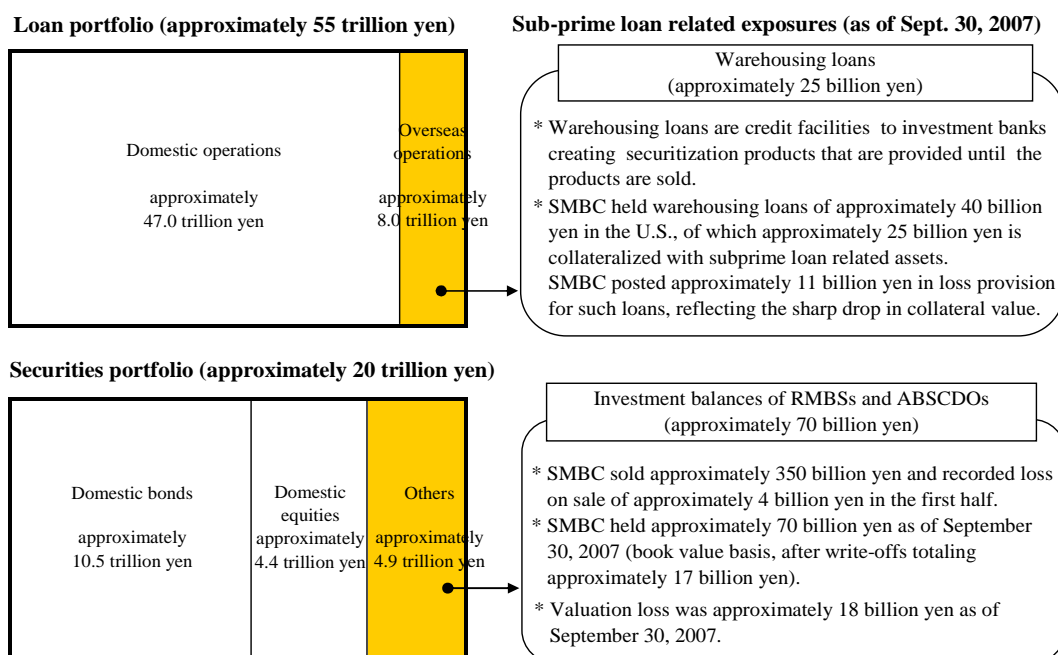 Loan portfolio (approximately 55 trillion yen)
Domestic operations
approximately
47.0 trillion yen
Overseas
operations
approximately
8.0 trillion yen
Sub-prime loan related exposures (as of Sept. 30, 2007)
Warehousing loans
(approximately 25 billion yen)
* Warehousing loans are credit facilities to investment banks
creating securitization products that are provided until the
products are sold.
* SMBC held warehousing loans of approximately 40 billion
yen in the U.S., of which approximately 25 billion yen is
collateralized with subprime loan related assets.
SMBC posted approximately 11 billion yen in loss provision
for such loans, reflecting the sharp drop in collateral value.
Securities portfolio (approximately 20 trillion yen)
Domestic bonds
approximately
10.5 trillion yen
Domestic
equities
approximately
4.4 trillion yen
Others
approximately
4.9 trillion yen
Investment balances of RMBSs and ABSCDOs
(approximately 70 billion yen)
* SMBC sold approximately 350 billion yen and recorded loss
on sale of approximately 4 billion yen in the first half.
* SMBC held approximately 70 billion yen as of September
30, 2007 (book value basis, after write-offs totaling
approximately 17 billion yen).
* Valuation loss was approximately 18 billion yen as of
September 30, 2007.